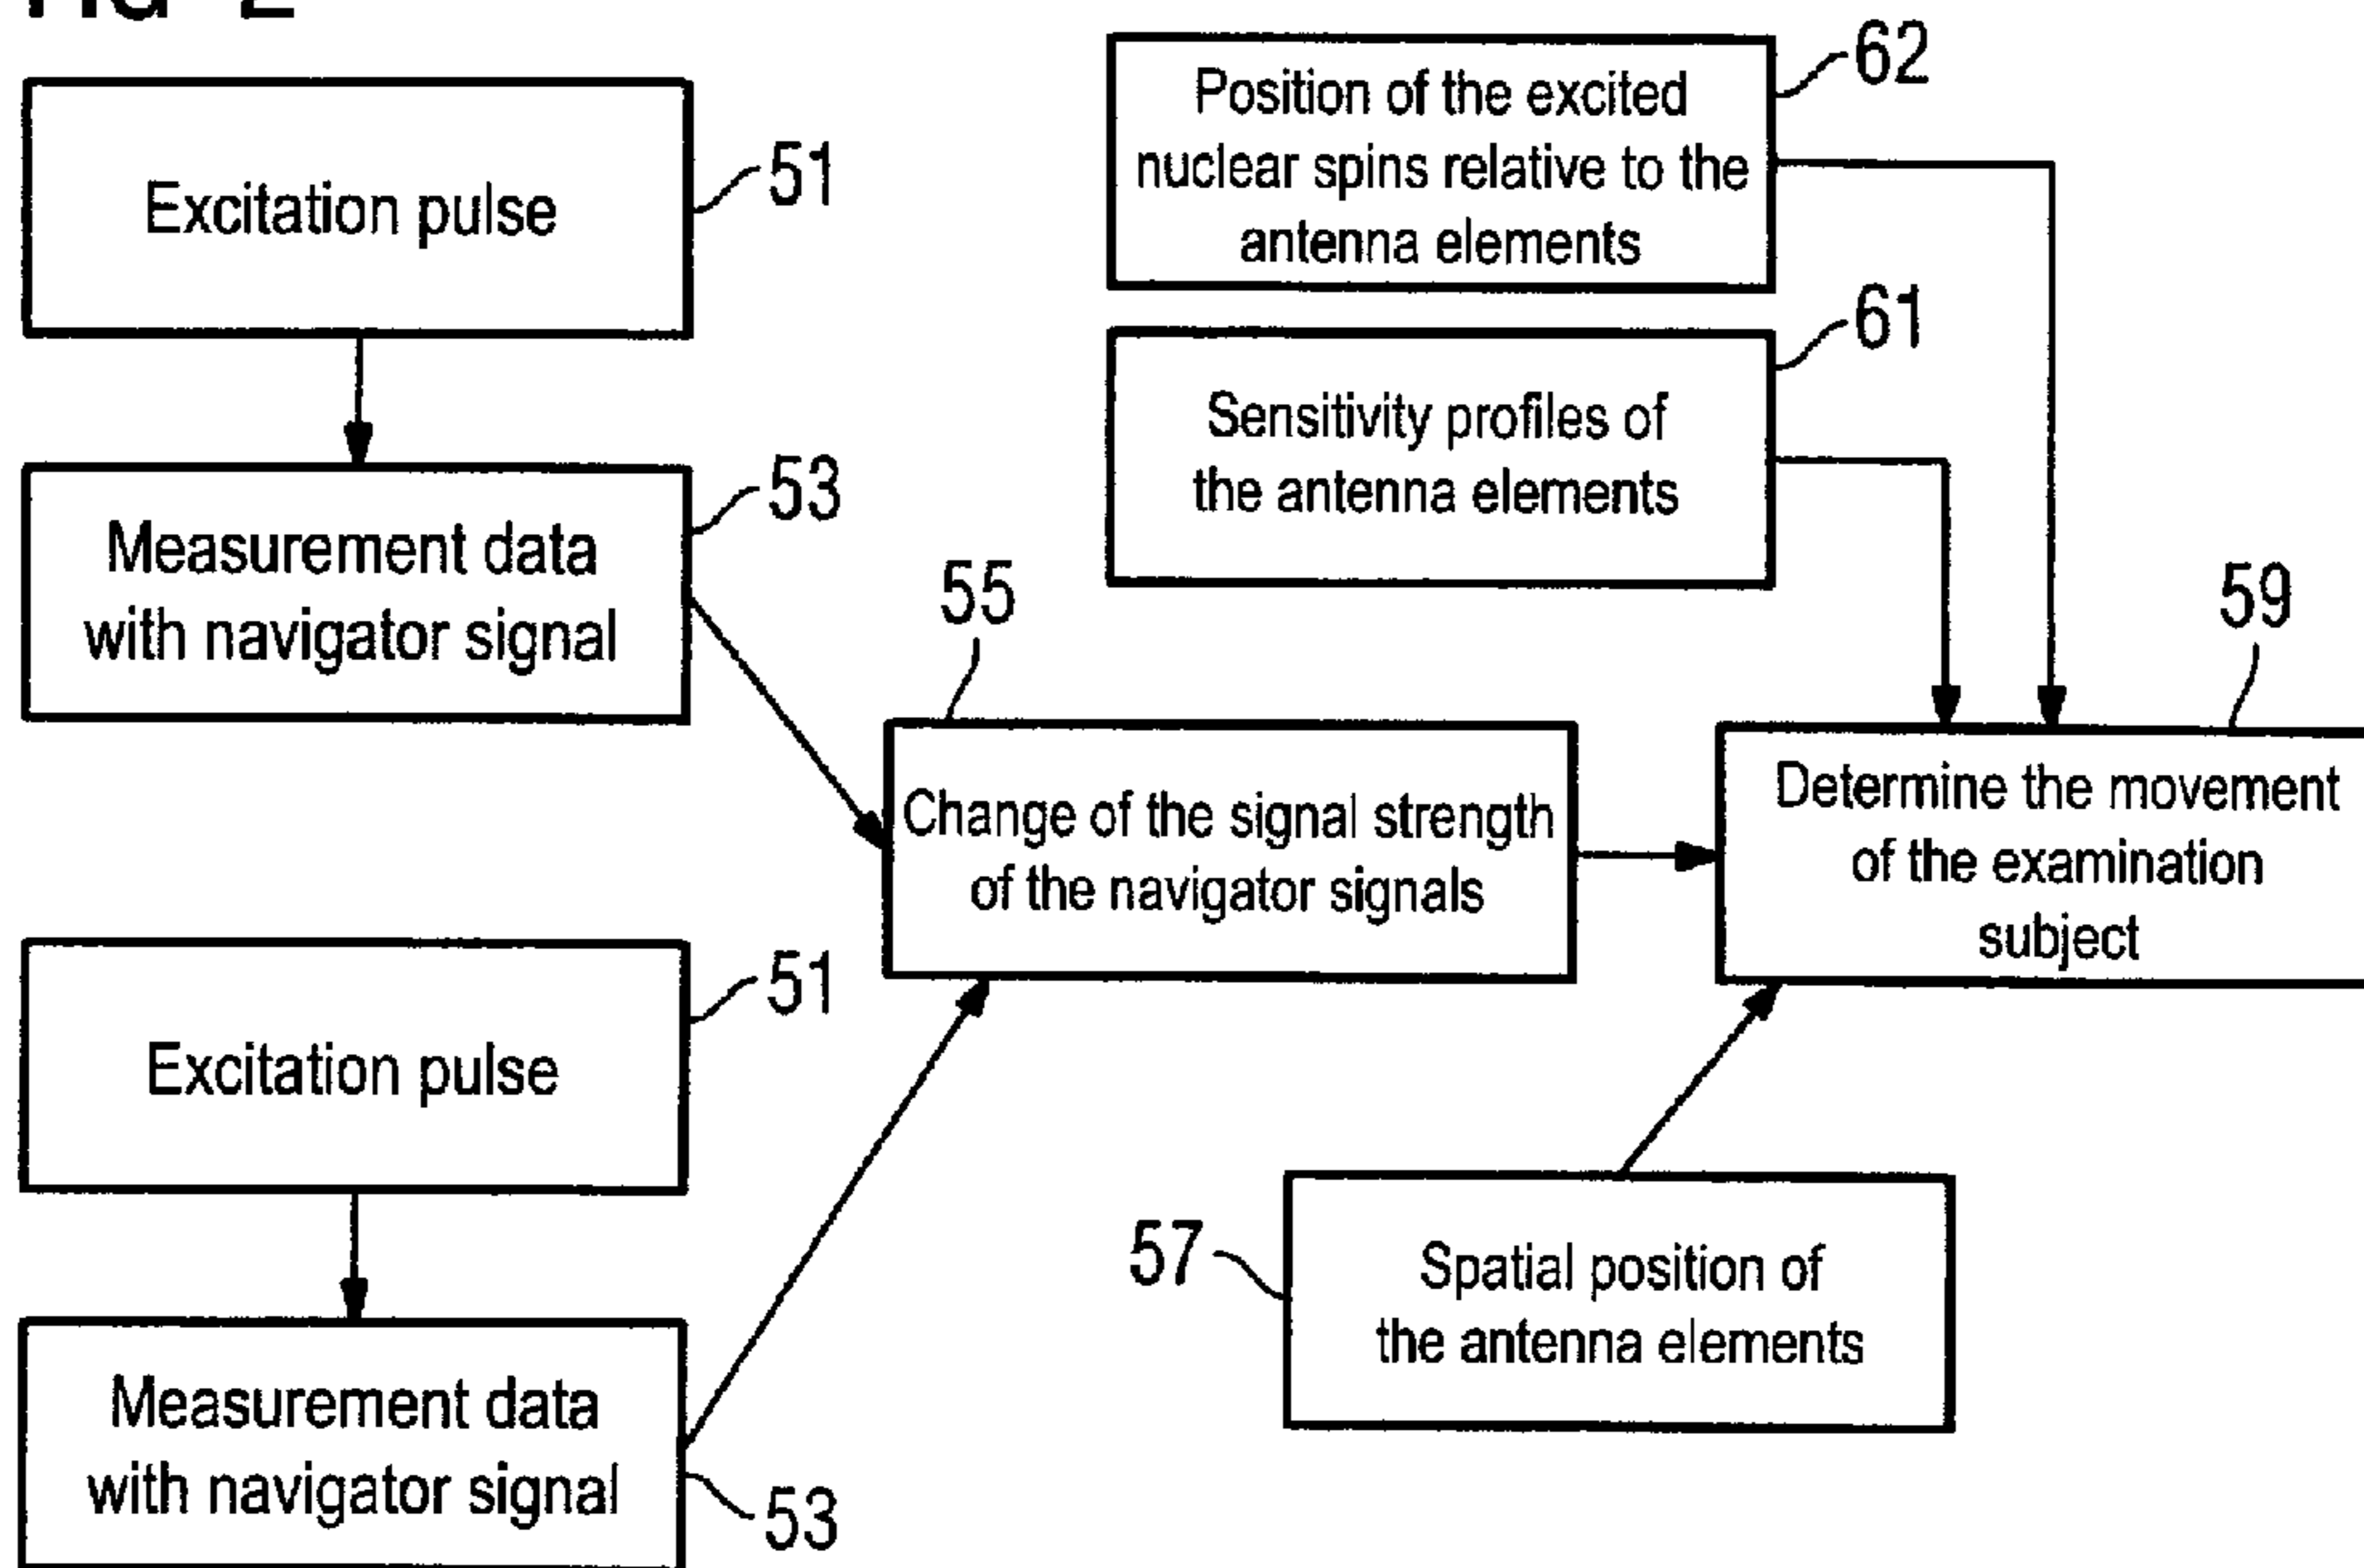 Excitation pulse
51
Measurement data
with navigator signal
53
Excitation pulse
51
Measurement data
with navigator signal
53
55
Change of the signal strength
of the navigator signals
Position of the excited
nuclear spins relative to the
antenna elements
62
Sensitivity profiles of
the antenna elements
61
59
Determine the movement
of the examination
subject
57
Spatial position of
the antenna elements